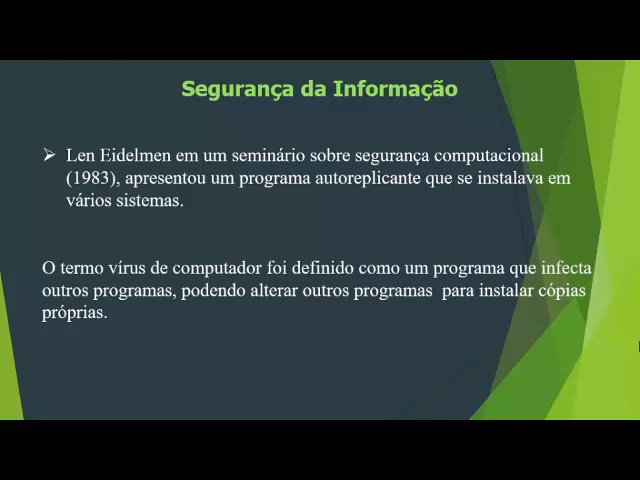 Segurança da Informação
➢ Len Eidelmen em um seminário sobre segurança computacional
(1983), apresentou um programa autoreplicante que se instalava em
vários sistemas.
O termo vírus de computador foi definido como um programa que infecta
outros programas, podendo alterar outros programas para instalar cópias
próprias.